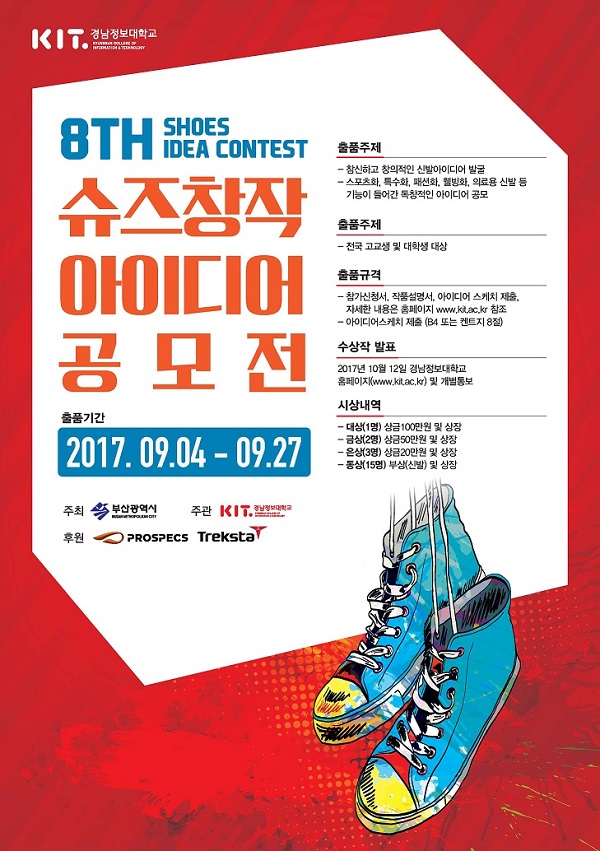 KIT. 경남정보대학교
KYUNGNAM COLLEGE OF
INFORMATION & TECHNOLOGY
8TH SHOES
IDEA CONTEST
슈즈창작
아이디어
공모전
출품기간
2017. 09.04 – 09.27
주최 부산광역시
BUSAN METROPOLITAN CITY
주관 KIT. 경남정보대학교
KYUNGNAM COLLEGE OF
INFORMATION & TECHNOLOGY
후원 PROSPECS Treksta
출품주제
– 참신하고 창의적인 신발아이디어 발굴
– 스포츠화, 특수화, 패션화, 웰빙화, 의료용 신발 등
기능이 들어간 독창적인 아이디어 공모
출품주제
– 전국 고교생 및 대학생 대상
출품규격
– 참가신청서, 작품설명서, 아이디어 스케치 제출,
자세한 내용은 홈페이지 www.kit.ac.kr 참조
– 아이디어스케치 제출 (B4 또는 켄트지 8절)
수상작 발표
2017년 10월 12일 경남정보대학교
홈페이지(www.kit.ac.kr) 및 개별통보
시상내역
– 대상(1명) 상금100만원 및 상장
– 금상(2명) 상금50만원 및 상장
– 은상(3명) 상금20만원 및 상장
– 동상(15명) 부상(신발) 및 상장